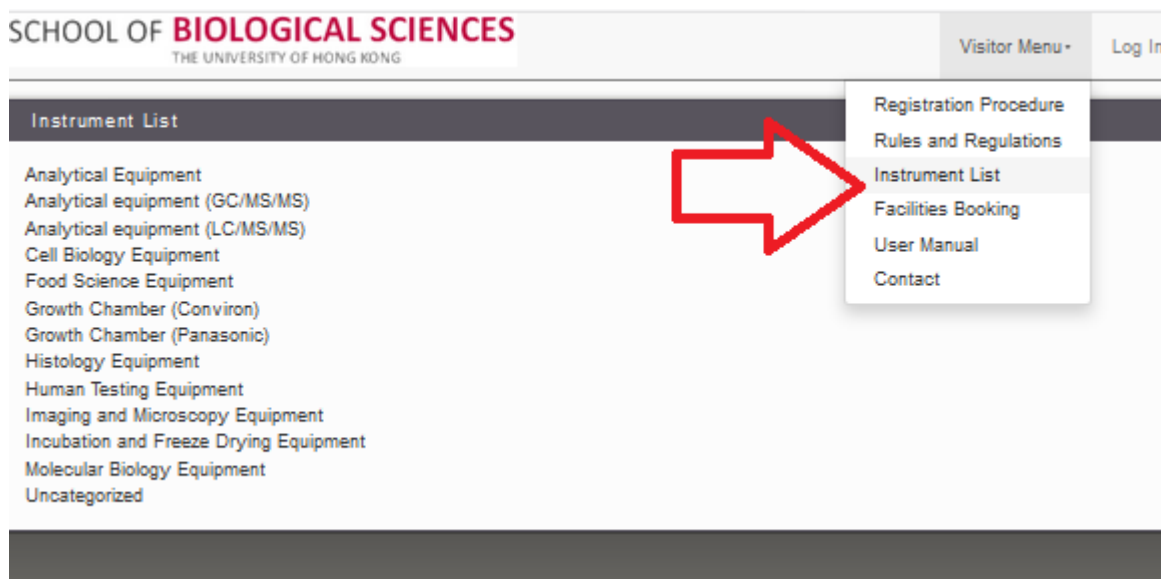 SCHOOL OF BIOLOGICAL SCIENCES
THE UNIVERSITY OF HONG KONG
Visitor Menu
Log In
Registration Procedure
Rules and Regulations
Instrument List
Facilities Booking
User Manual
Contact
Instrument List
Analytical Equipment
Analytical equipment (GC/MS/MS)
Analytical equipment (LC/MS/MS)
Cell Biology Equipment
Food Science Equipment
Growth Chamber (Conviron)
Growth Chamber (Panasonic)
Histology Equipment
Human Testing Equipment
Imaging and Microscopy Equipment
Incubation and Freeze Drying Equipment
Molecular Biology Equipment
Uncategorized